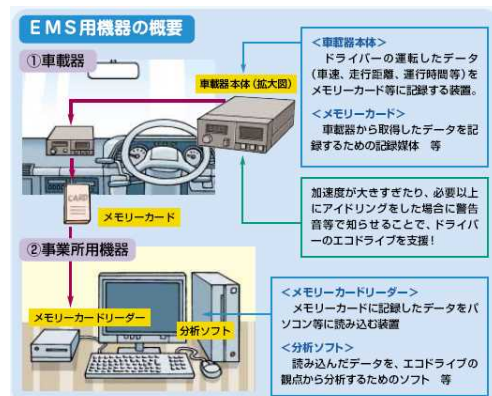 EMS用機器の概要
①車載器
車載器本体(拡大図)
<車載器本体>
ドライバーの運転したデータ
(車速、走行距離、運行時間等)を
メモリーカード等に記録する装置。
<メモリーカード>
車載器から取得したデータを記
録するための記録媒体 等
CARD
メモリーカード
加速度が大きすぎたり、必要以上
にアイドリングをした場合に警告
音等で知らせることで、ドライバ
ーのエコドライブを支援!
②事業所用機器
メモリーカードリーダー
分析ソフト
<メモリーカードリーダー>
メモリーカードに記録したデータをパ
ソコン等に読み込む装置
<分析ソフト>
読み込んだデータを、エコドライブの
観点から分析するためのソフト 等